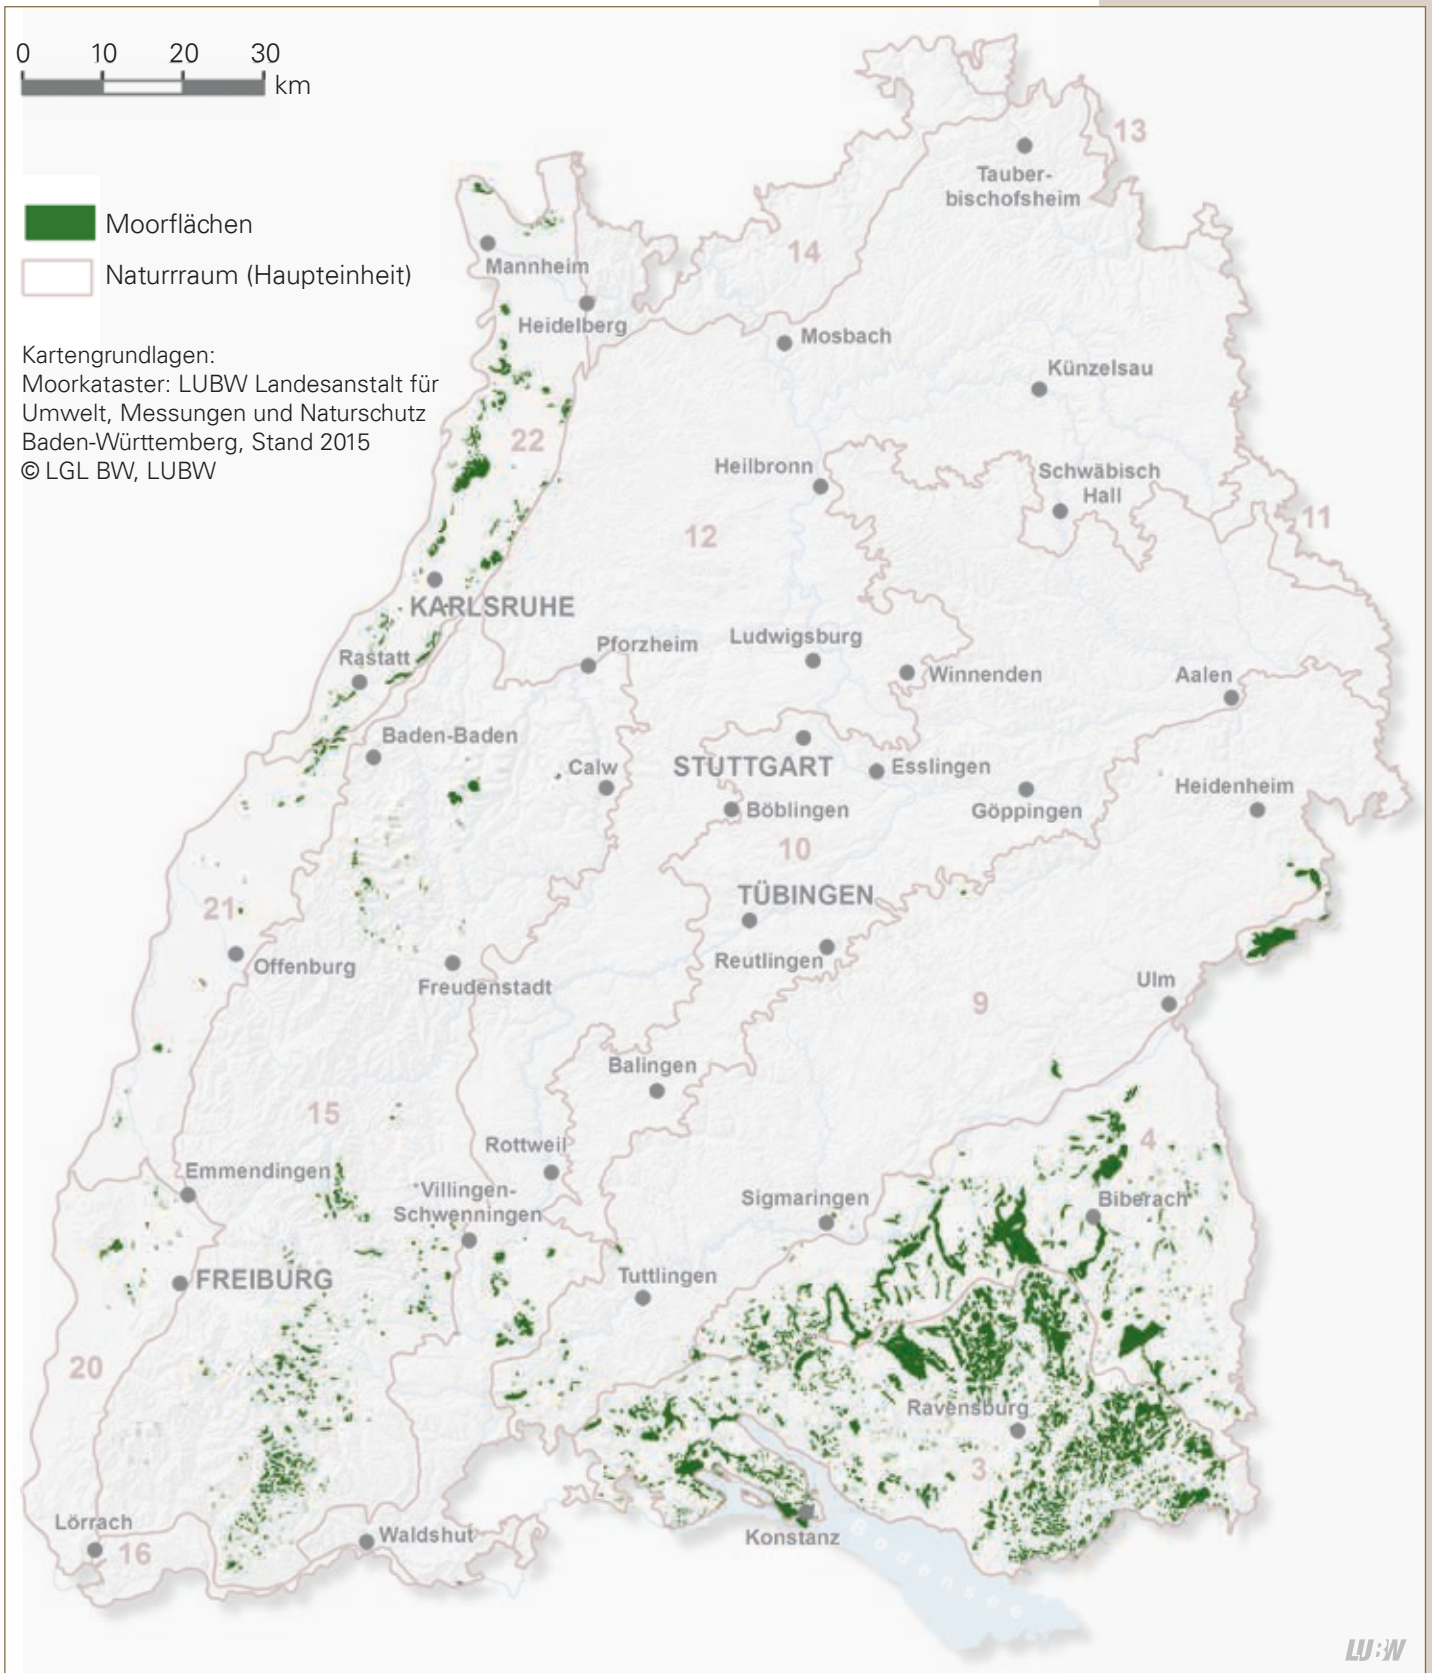 0 10 20 30
km
13
Tauber-
bischofsheim
Moorflächen
14
Mannheim
Naturrraum (Haupteinheit)
Heidelberg
Mosbach
Kartengrundlagen:
Moorkataster: LUBW Landesanstalt für
Umwelt, Messungen und Naturschutz
Baden-Württemberg, Stand 2015
© LGL BW, LUBW
Künzelsau
22
Heilbronn
Schwäbisch
Hall
11
12
KARLSRUHE
Pforzheim
Ludwigsburg
Rastatt
Winnenden
Aalen
Baden-Baden
Calw
STUTTGART
Esslingen
Heidenheim
Böblingen
Göppingen
10
TÜBINGEN
21
Offenburg
Reutlingen
Freudenstadt
Ulm
9
Balingen
15
Rottweil
4
Emmendingen
Villingen-
Schwenningen
Sigmaringen
Biberach
FREIBURG
Tuttlingen
20
Ravensburg
3
Lörrach
Waldshut
Konstanz
16
Bodensee
LUBW